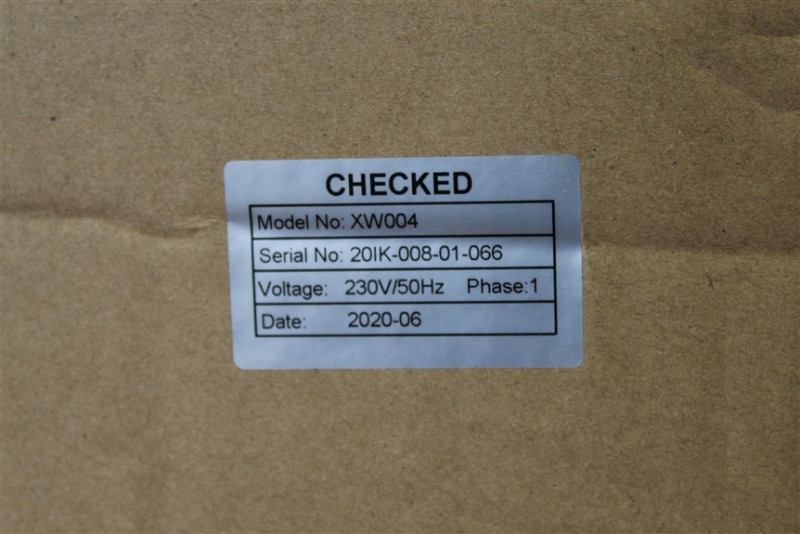 CHECKED
Model No: XW004
Serial No: 20IK-008-01-066
Voltage: 230V/50Hz Phase:1
Date: 2020-06